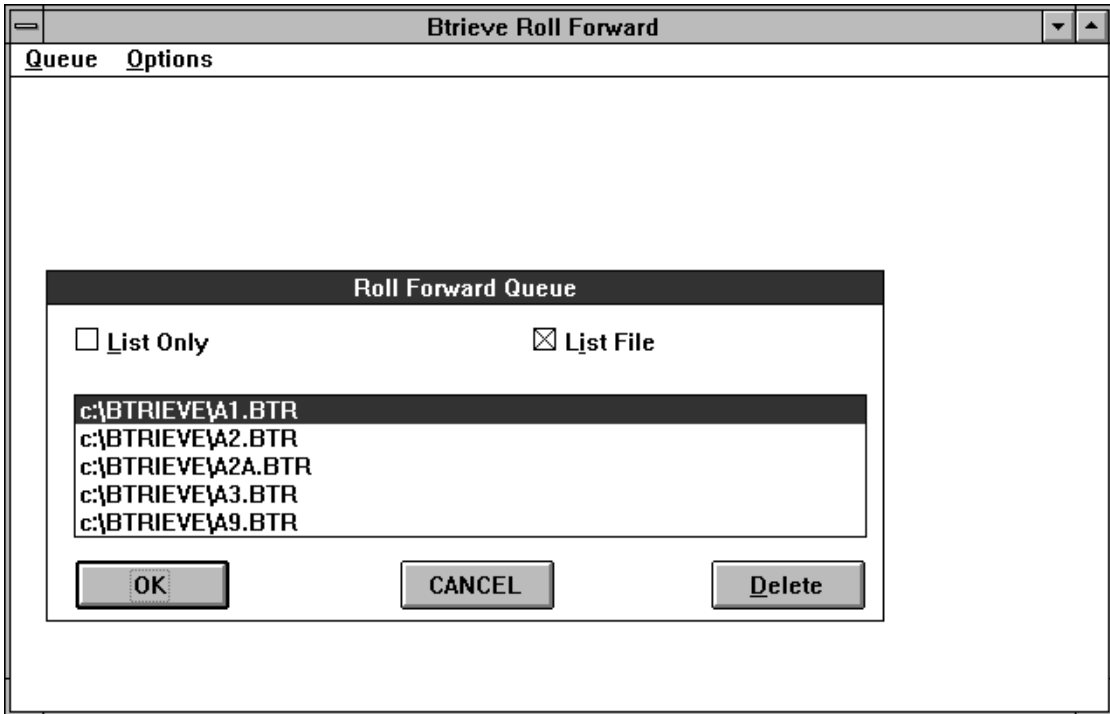 Btrieve Roll Forward
Queue Options
Roll Forward Queue
List Only List File
c:\BTRIEVE\A1.BTR
c:\BTRIEVE\A2.BTR
c:\BTRIEVE\A2A.BTR
c:\BTRIEVE\A3.BTR
c:\BTRIEVE\A9.BTR
OK CANCEL Delete